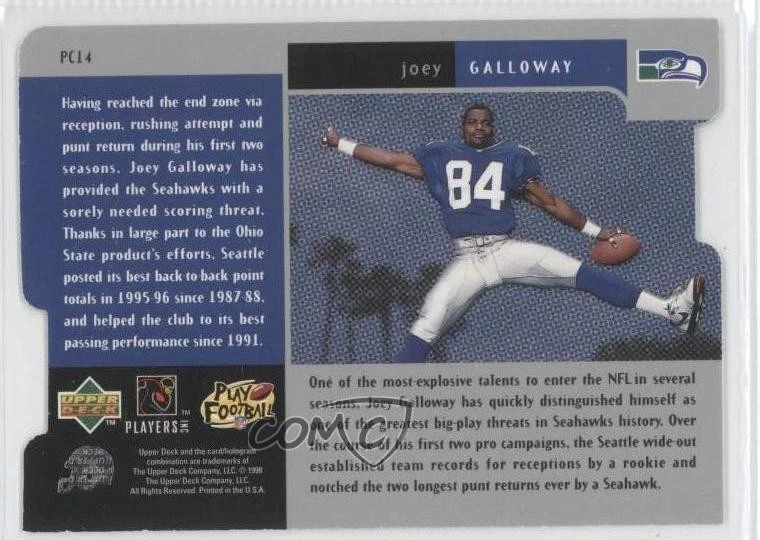 PC14
joey GALLOWAY
Having reached the end zone via
reception, rushing attempt and
punt return during his first two
seasons, Joey Galloway has
provided the Seahawks with a
sorely needed scoring threat.
Thanks in large part to the Ohio
State product's efforts, Seattle
posted its best back-to-back point
totals in 1995-96 since 1987-88,
and helped the club to its best
passing performance since 1991.
84
One of the most-explosive talents to enter the NFL in several
seasons, Joey Galloway has quickly distinguished himself as
one of the greatest big-play threats in Seahawks history. Over
the course of his first two pro campaigns, the Seattle wide-out
established team records for receptions by a rookie and
notched the two longest punt returns ever by a Seahawk.
UPPER
DECK
™
PLAYERS INC
™
PLAY
FOOTBALL
COMC
Upper Deck and the card/hologram
combination are trademarks of
The Upper Deck Company, LLC. © 1998
The Upper Deck Company, LLC.
All Rights Reserved. Printed in the U.S.A.